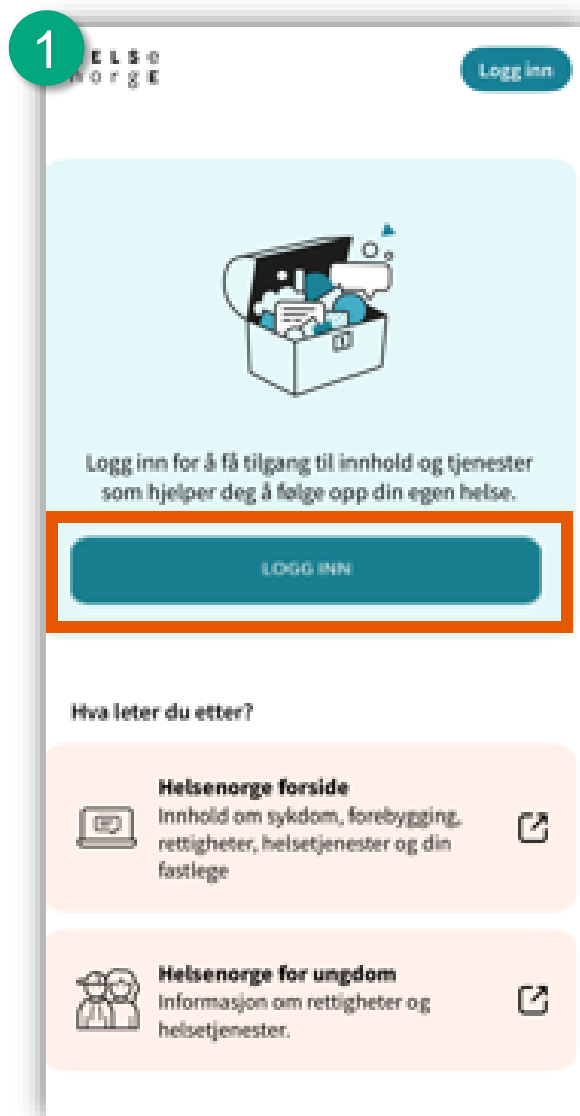 1
HELSe
norgE
Logg inn
Logg inn for å få tilgang til innhold og tjenester
som hjelper deg å følge opp din egen helse.
LOGG INN
Hva leter du etter?
Helsenorge forside
Innhold om sykdom, forebygging,
rettigheter, helsetjenester og din
fastlege
Helsenorge for ungdom
Informasjon om rettigheter og
helsetjenester.